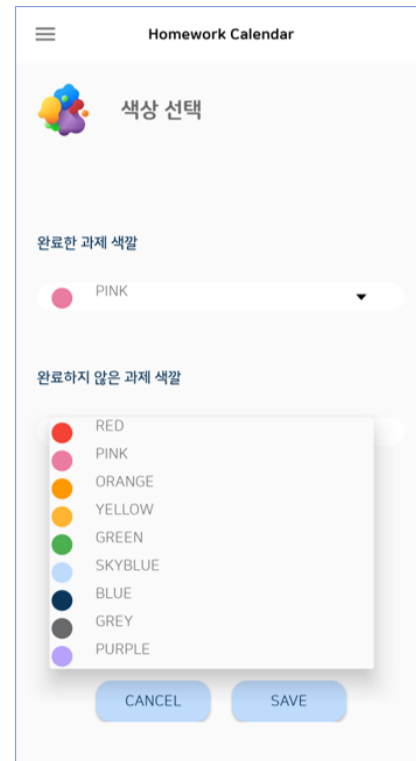 Homework Calendar
색상 선택
완료한 과제 색깔
PINK
완료하지 않은 과제 색깔
RED
PINK
ORANGE
YELLOW
GREEN
SKYBLUE
BLUE
GREY
PURPLE
CANCEL SAVE